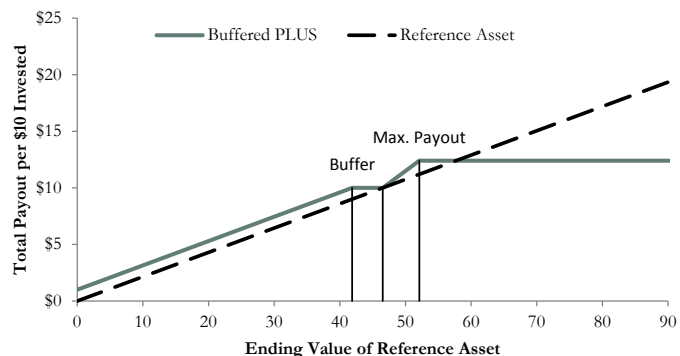 $25
Buffered PLUS
Reference Asset
$20
$15
Max. Payout
Buffer
$10
$5
$0
0 10 20 30 40 50 60 70 80 90
Total Payout per $10 Invested
Ending Value of Reference Asset